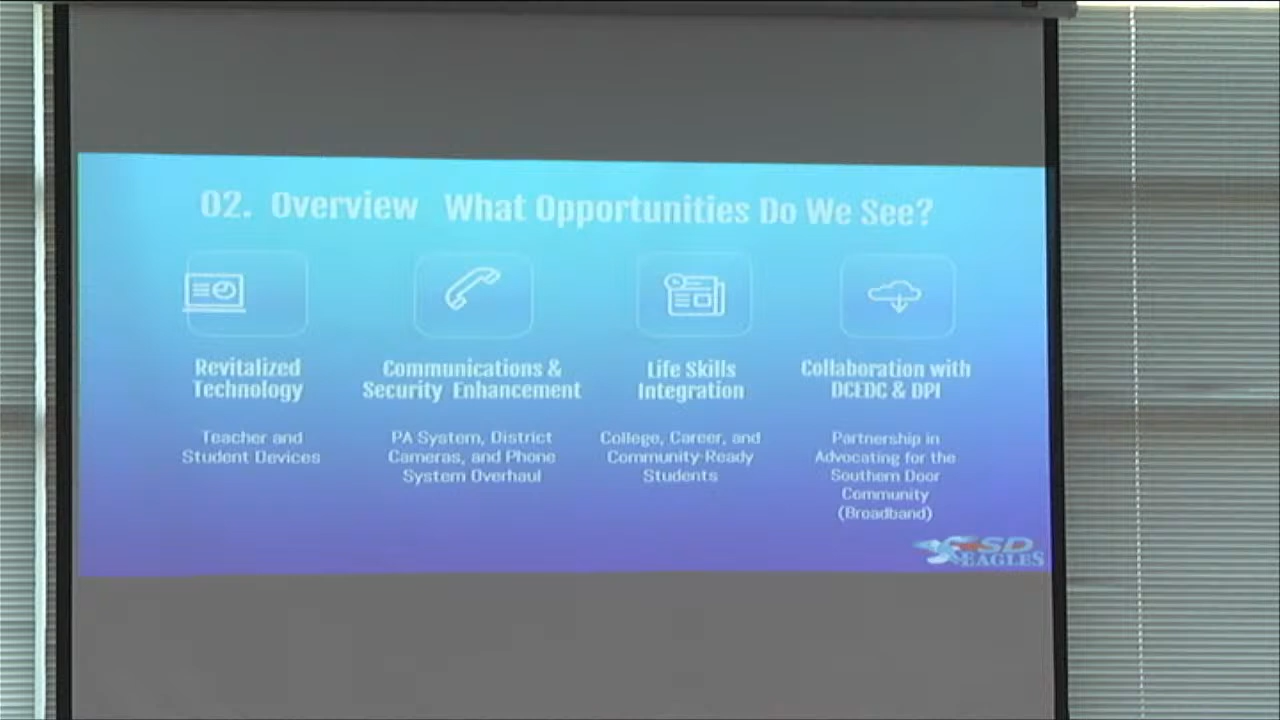 02. Overview What Opportunities Do We See?
Revitalized
Technology
Teacher and
Student Devices
Communications &
Security Enhancement
PA System, District
Cameras, and Phone
System Overhaul
Life Skills
Integration
College, Career, and
Community Ready
Students
Collaboration with
DCEDC & DPI
Partnership in
Advocating for the
Southern Door
Community
(Broadband)
SD
EAGLES